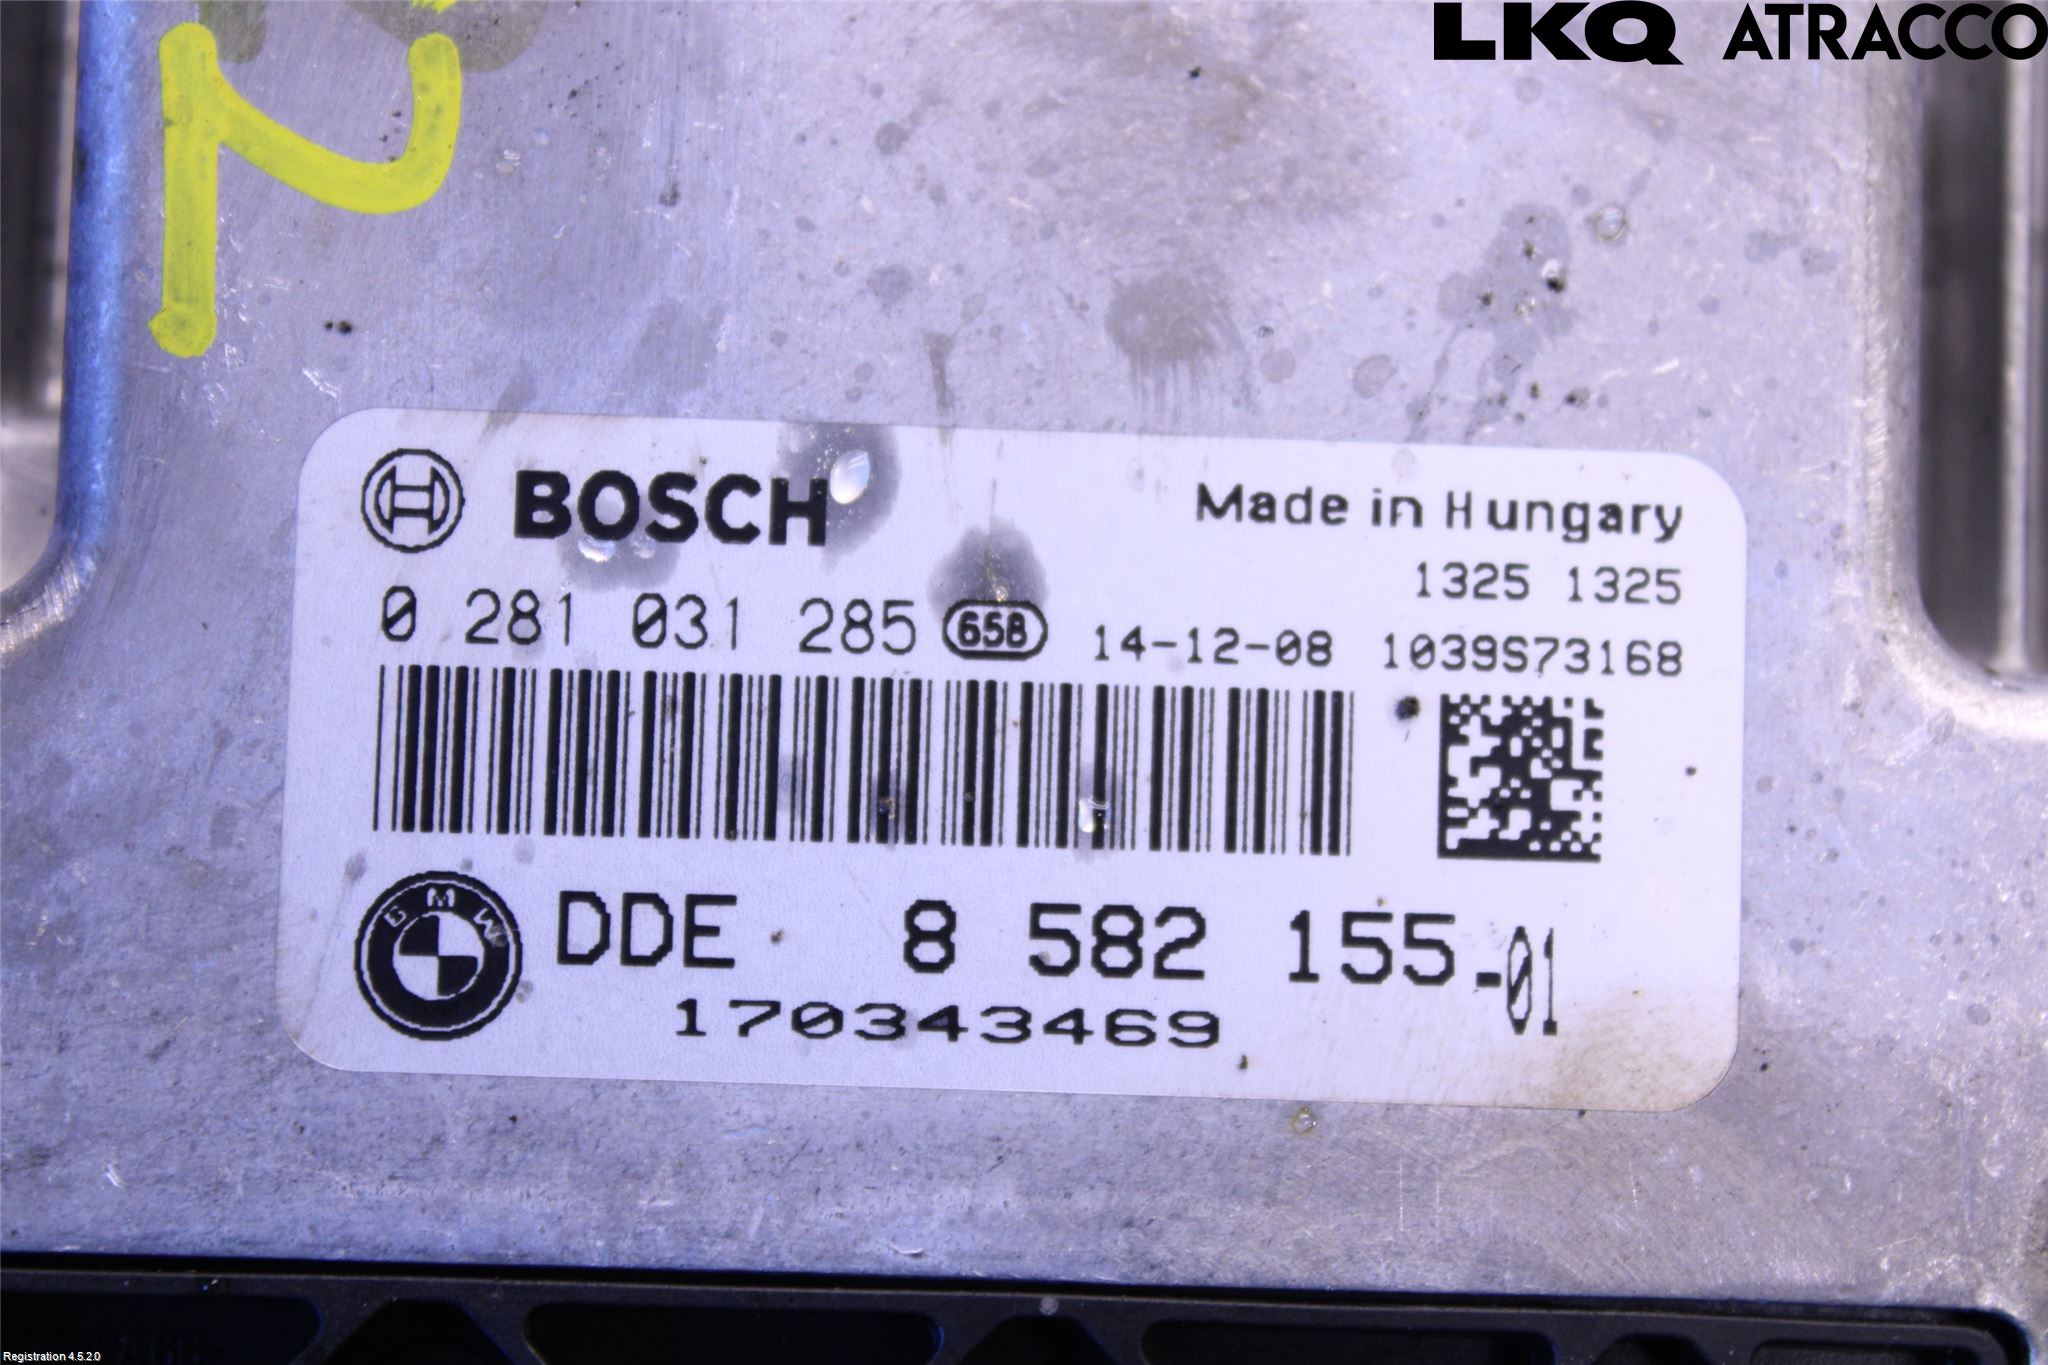 LKQ ATRACCO
BOSCH
Made in Hungary
1325 1325
0 281 031 285 658 14-12-08 1039S73168
BMW
DDE 8 582 155-01
170343469
Registration 4.5.2.0